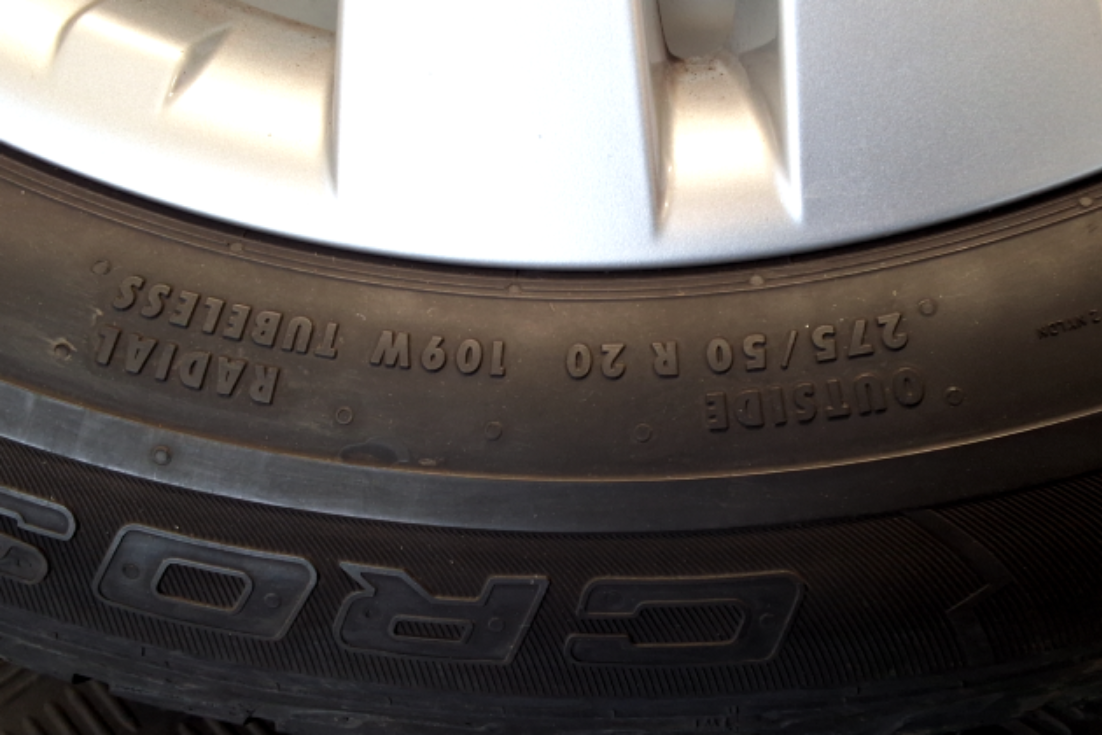 OUTSIDE
275/50 R 20 109W TUBELESS
RADIAL
CRO